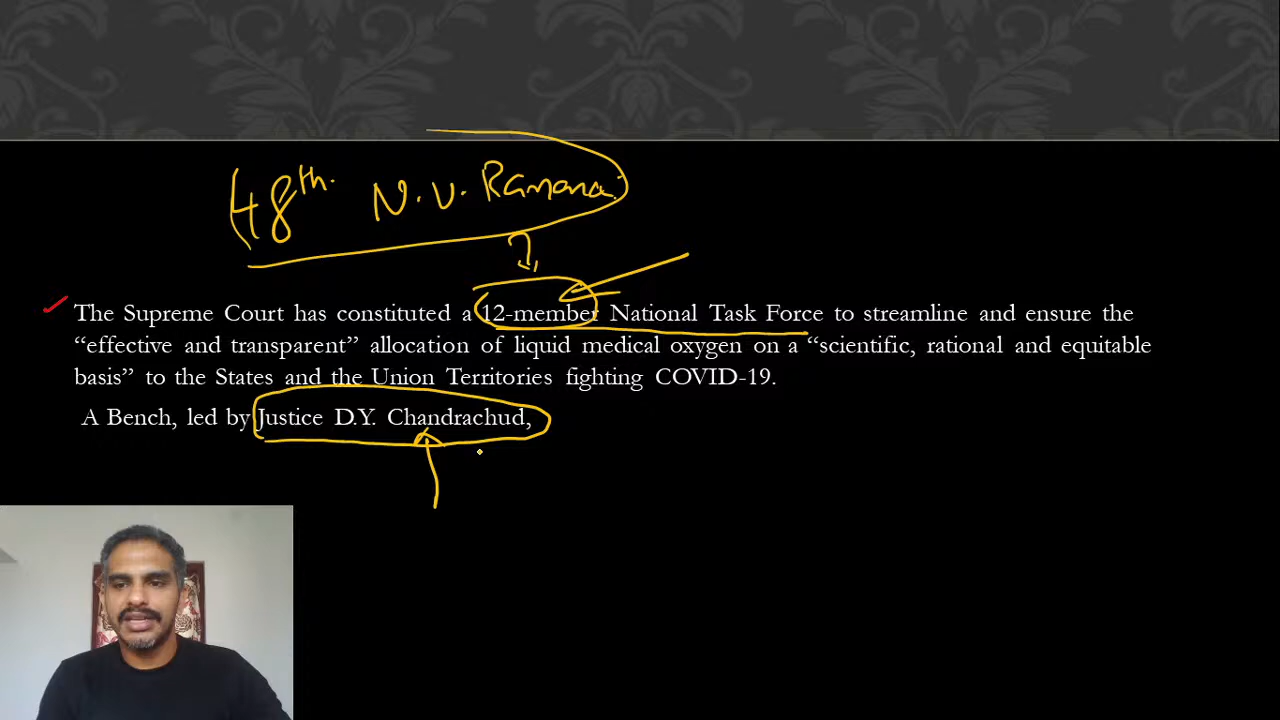 48th. N.V. Ramana
The Supreme Court has constituted a 12-member National Task Force to streamline and ensure the
“effective and transparent” allocation of liquid medical oxygen on a “scientific, rational and equitable
basis” to the States and the Union Territories fighting COVID-19.
A Bench, led by Justice D.Y. Chandrachud,